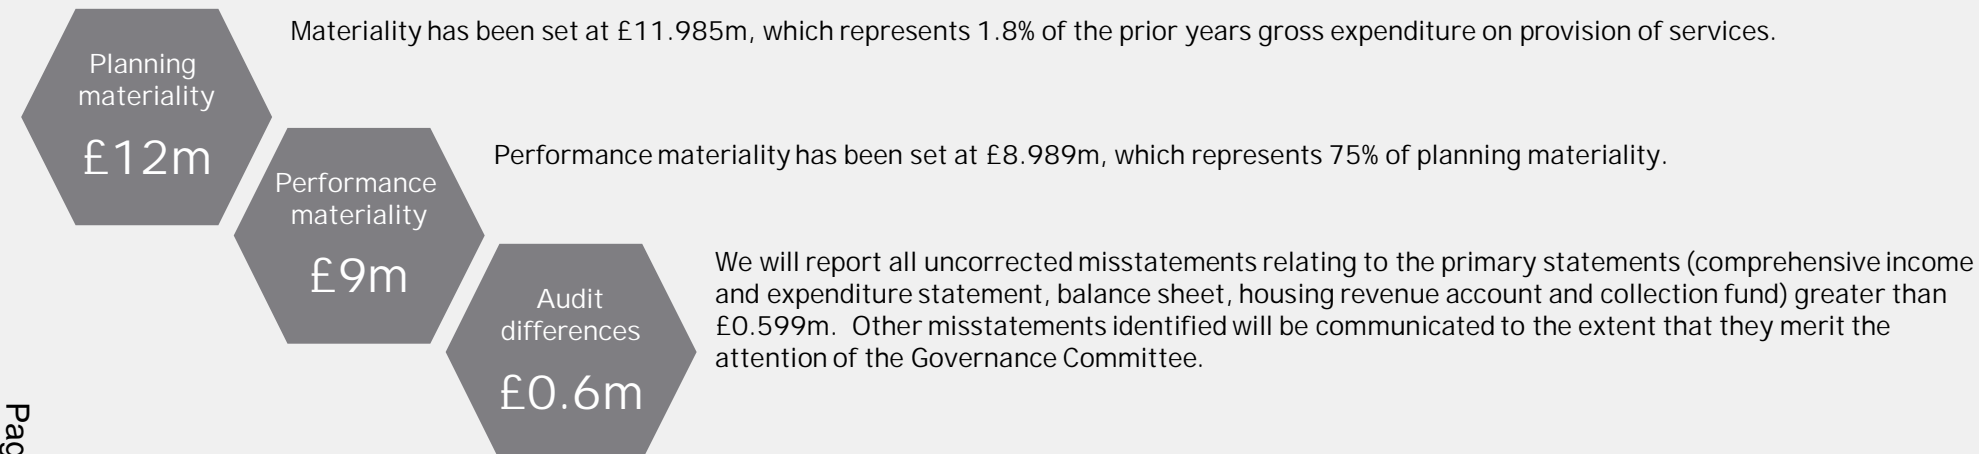 Planning
materiality
£12m
Materiality has been set at £11.985m, which represents 1.8% of the prior years gross expenditure on provision of services.
Performance
materiality
£9m
Performance materiality has been set at £8.989m, which represents 75% of planning materiality.
Audit
differences
£0.6m
We will report all uncorrected misstatements relating to the primary statements (comprehensive income
and expenditure statement, balance sheet, housing revenue account and collection fund) greater than
£0.599m.  Other misstatements identified will be communicated to the extent that they merit the
attention of the Governance Committee.